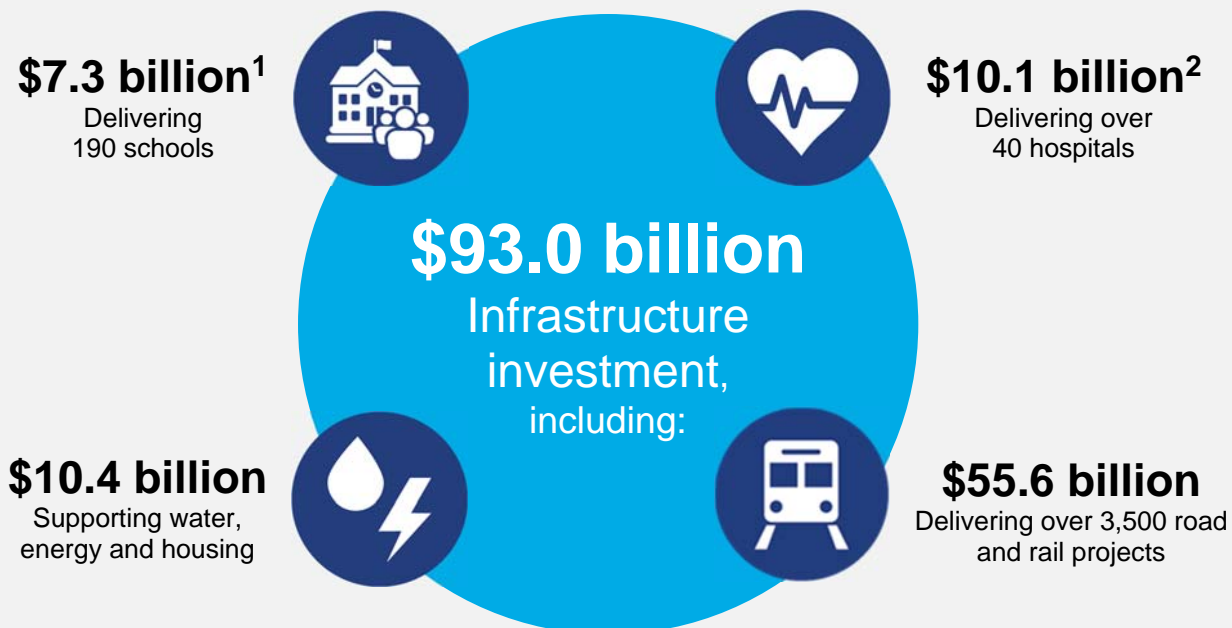 $7.3 billion¹
Delivering
190 schools
$10.1 billion²
Delivering over
40 hospitals
$93.0 billion
Infrastructure
investment,
including:
$10.4 billion
Supporting water,
energy and housing
$55.6 billion
Delivering over 3,500 road
and rail projects